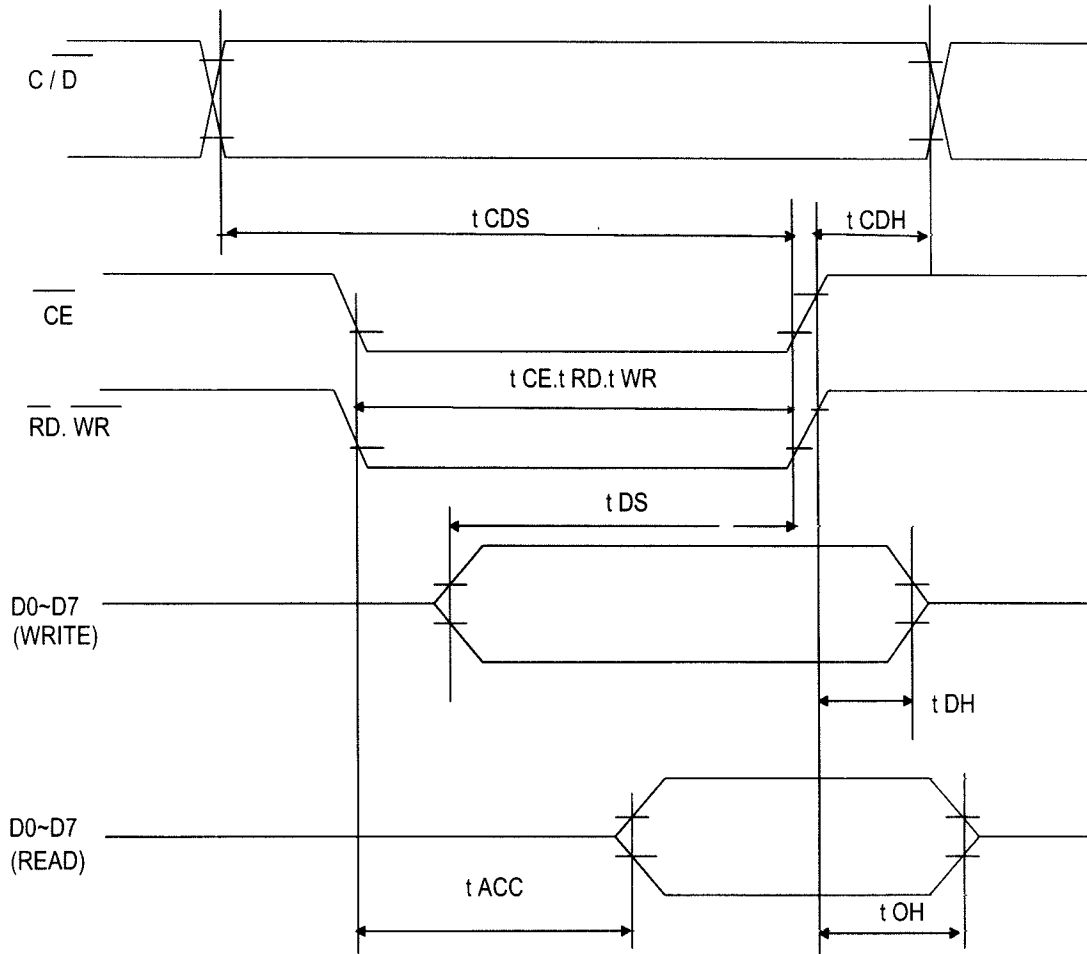 C / D
t CDS
t CDH
CE
t CE.t RD.t WR
RD. WR
t DS
D0~D7
(WRITE)
t DH
D0~D7
(READ)
t ACC
t OH